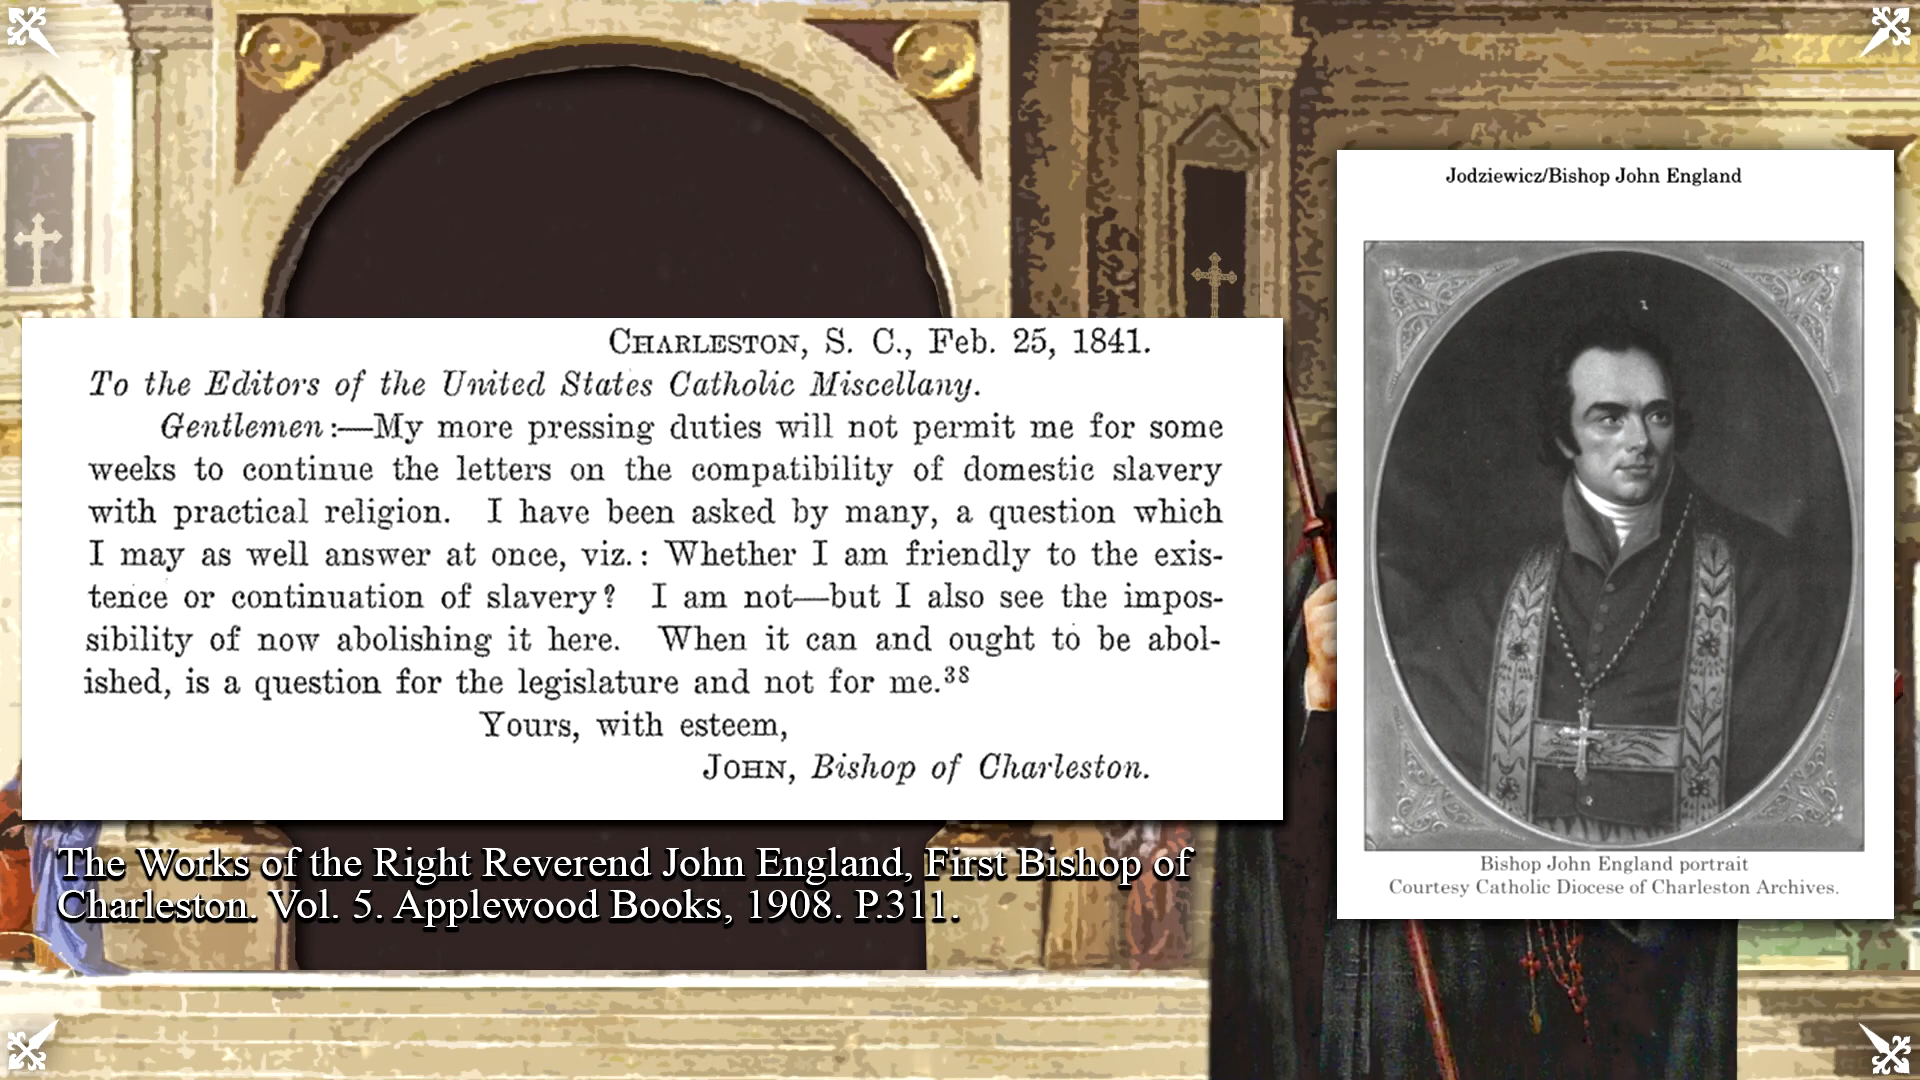 CHARLESTON, S. C., Feb. 25, 1841.
To the Editors of the United States Catholic Miscellany.
Gentlemen:—My more pressing duties will not permit me for some
weeks to continue the letters on the compatibility of domestic slavery
with practical religion. I have been asked by many, a question which
I may as well answer at once, viz.: Whether I am friendly to the exis-
tence or continuation of slavery? I am not—but I also see the impos-
sibility of now abolishing it here. When it can and ought to be abol-
ished, is a question for the legislature and not for me.38
Yours, with esteem,
JOHN, Bishop of Charleston.
The Works of the Right Reverend John England, First Bishop of
Charleston. Vol. 5. Applewood Books, 1908. P.311.
Jodziewicz/Bishop John England
Bishop John England portrait
Courtesy Catholic Diocese of Charleston Archives.